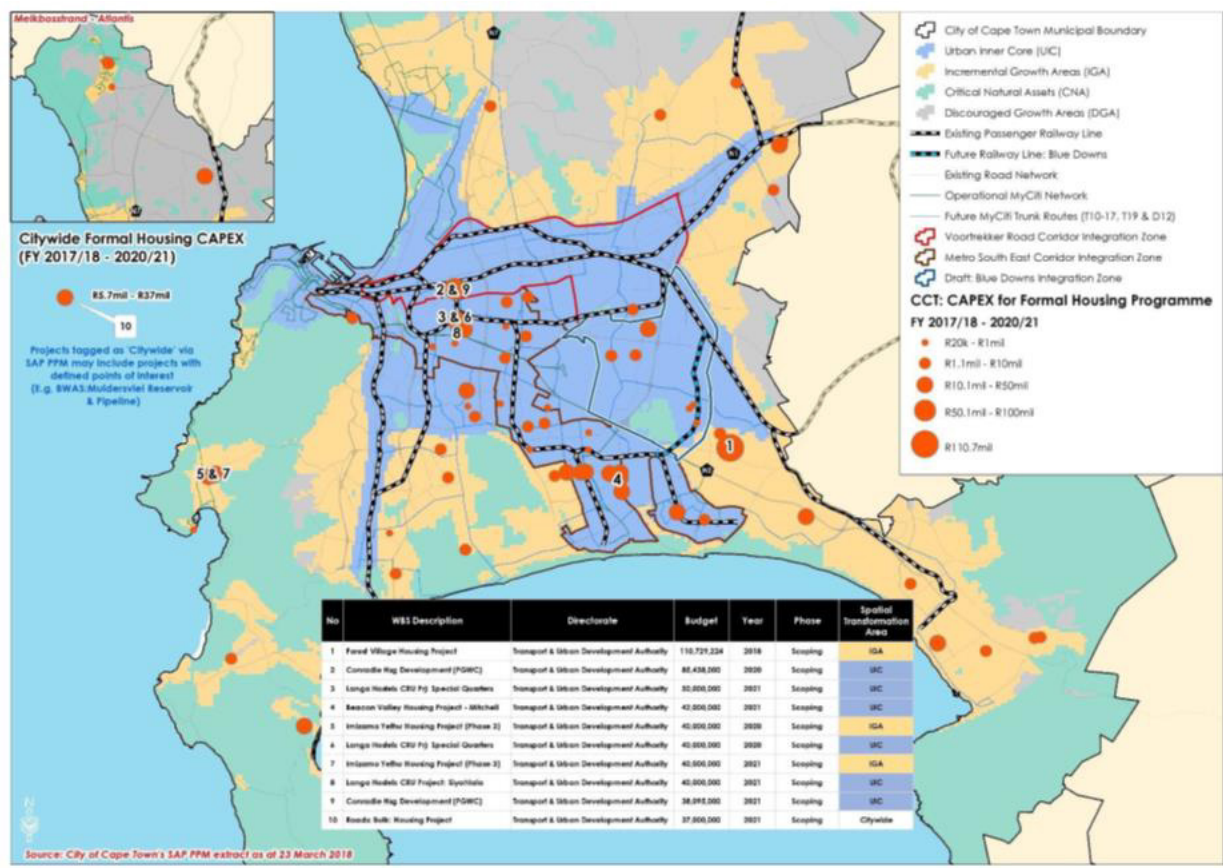 Melkbosstrand - Atlantis
N7
N7
N7
N1
N2
Citywide Formal Housing CAPEX
(FY 2017/18 - 2020/21)
R5.7mil - R37mil
10
Projects tagged as 'Citywide' via
SAP PPM may include projects with
defined points of interest
(E.g. BWAS:Muldersvlei Reservoir
& Pipeline)
2 & 9
3 & 6
8
5 & 7
4
1
City of Cape Town Municipal Boundary
Urban Inner Core (UIC)
Incremental Growth Areas (IGA)
Critical Natural Assets (CNA)
Discouraged Growth Areas (DGA)
Existing Passenger Railway Line
Future Railway Line: Blue Downs
Existing Road Network
Operational MyCiti Network
Future MyCiti Trunk Routes (T10-17, T19 & D12)
Voortrekker Road Corridor Integration Zone
Metro South East Corridor Integration Zone
Draft: Blue Downs Integration Zone
CCT: CAPEX for Formal Housing Programme
FY 2017/18 - 2020/21
R20k - R1mil
R1.1mil - R10mil
R10.1mil - R50mil
R50.1mil - R100mil
R110.7mil
No WBS Description Directorate Budget Year Phase Spatial Transformation Area
1 Forest Village Housing Project Transport & Urban Development Authority 110,729,224 2018 Scoping IGA
2 Conradie Hsg Development (PGWC) Transport & Urban Development Authority 85,438,000 2020 Scoping UIC
3 Langa Hostels CRU Prj: Special Quarters Transport & Urban Development Authority 50,000,000 2021 Scoping UIC
4 Beacon Valley Housing Project - Mitchell Transport & Urban Development Authority 42,000,000 2021 Scoping UIC
5 Imizamo Yethu Housing Project (Phase 3) Transport & Urban Development Authority 40,000,000 2020 Scoping IGA
6 Langa Hostels CRU Prj: Special Quarters Transport & Urban Development Authority 40,000,000 2020 Scoping UIC
7 Imizamo Yethu Housing Project (Phase 3) Transport & Urban Development Authority 40,000,000 2021 Scoping IGA
8 Langa Hostels CRU Project: Siyahlala Transport & Urban Development Authority 40,000,000 2021 Scoping UIC
9 Conradie Hsg Development (PGWC) Transport & Urban Development Authority 38,095,000 2021 Scoping UIC
10 Roads Bulk: Housing Project Transport & Urban Development Authority 37,000,000 2021 Scoping Citywide
N
Source: City of Cape Town's SAP PPM extract as at 23 March 2018